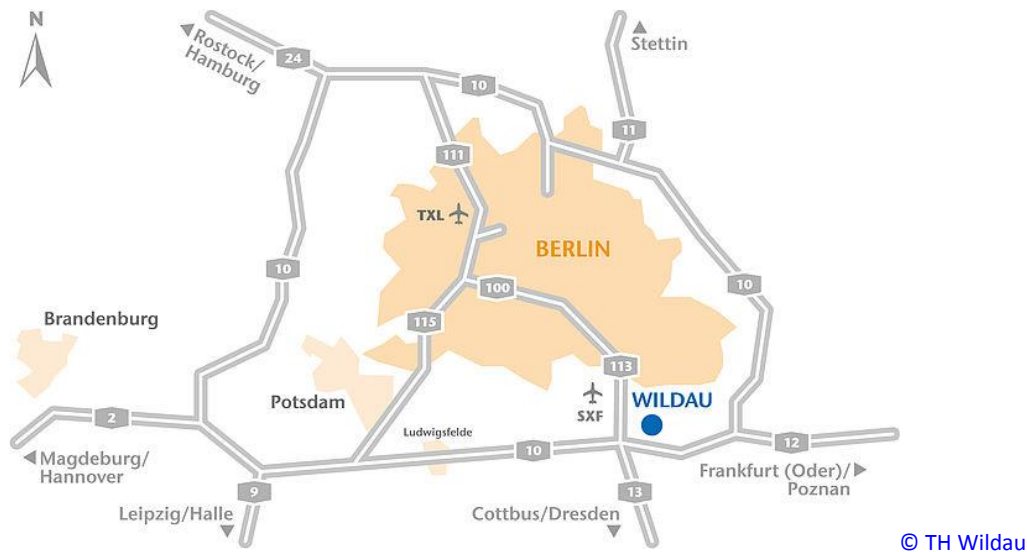 N
Rostock/
Hamburg
24
Stettin
10
11
111
TXL
BERLIN
10
10
100
115
Brandenburg
113
Potsdam
SXF
WILDAU
2
Ludwigsfelde
12
Magdeburg/
Hannover
10
Frankfurt (Oder)/
Poznan
9
13
Leipzig/Halle
Cottbus/Dresden
© TH Wildau